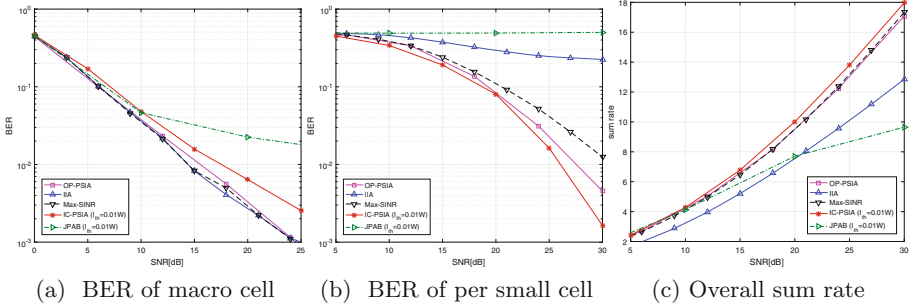 10^0
10^-1
10^-2
10^-3
BER
0 5 10 15 20 25
SNR[dB]
OP-PSIA
IIA
Max-SINR
IC-PSIA (I_th=0.01W)
JPAB (I_th=0.01W)
(a) BER of macro cell
10^0
10^-1
10^-2
10^-3
BER
5 10 15 20 25 30
SNR[dB]
OP-PSIA
IIA
Max-SINR
IC-PSIA (I_th=0.01W)
JPAB (I_th=0.01W)
(b) BER of per small cell
18
16
14
12
10
8
6
4
2
sum rate
5 10 15 20 25 30
SNR[dB]
OP-PSIA
IIA
Max-SINR
IC-PSIA (I_th=0.01W)
JPAB (I_th=0.01W)
(c) Overall sum rate